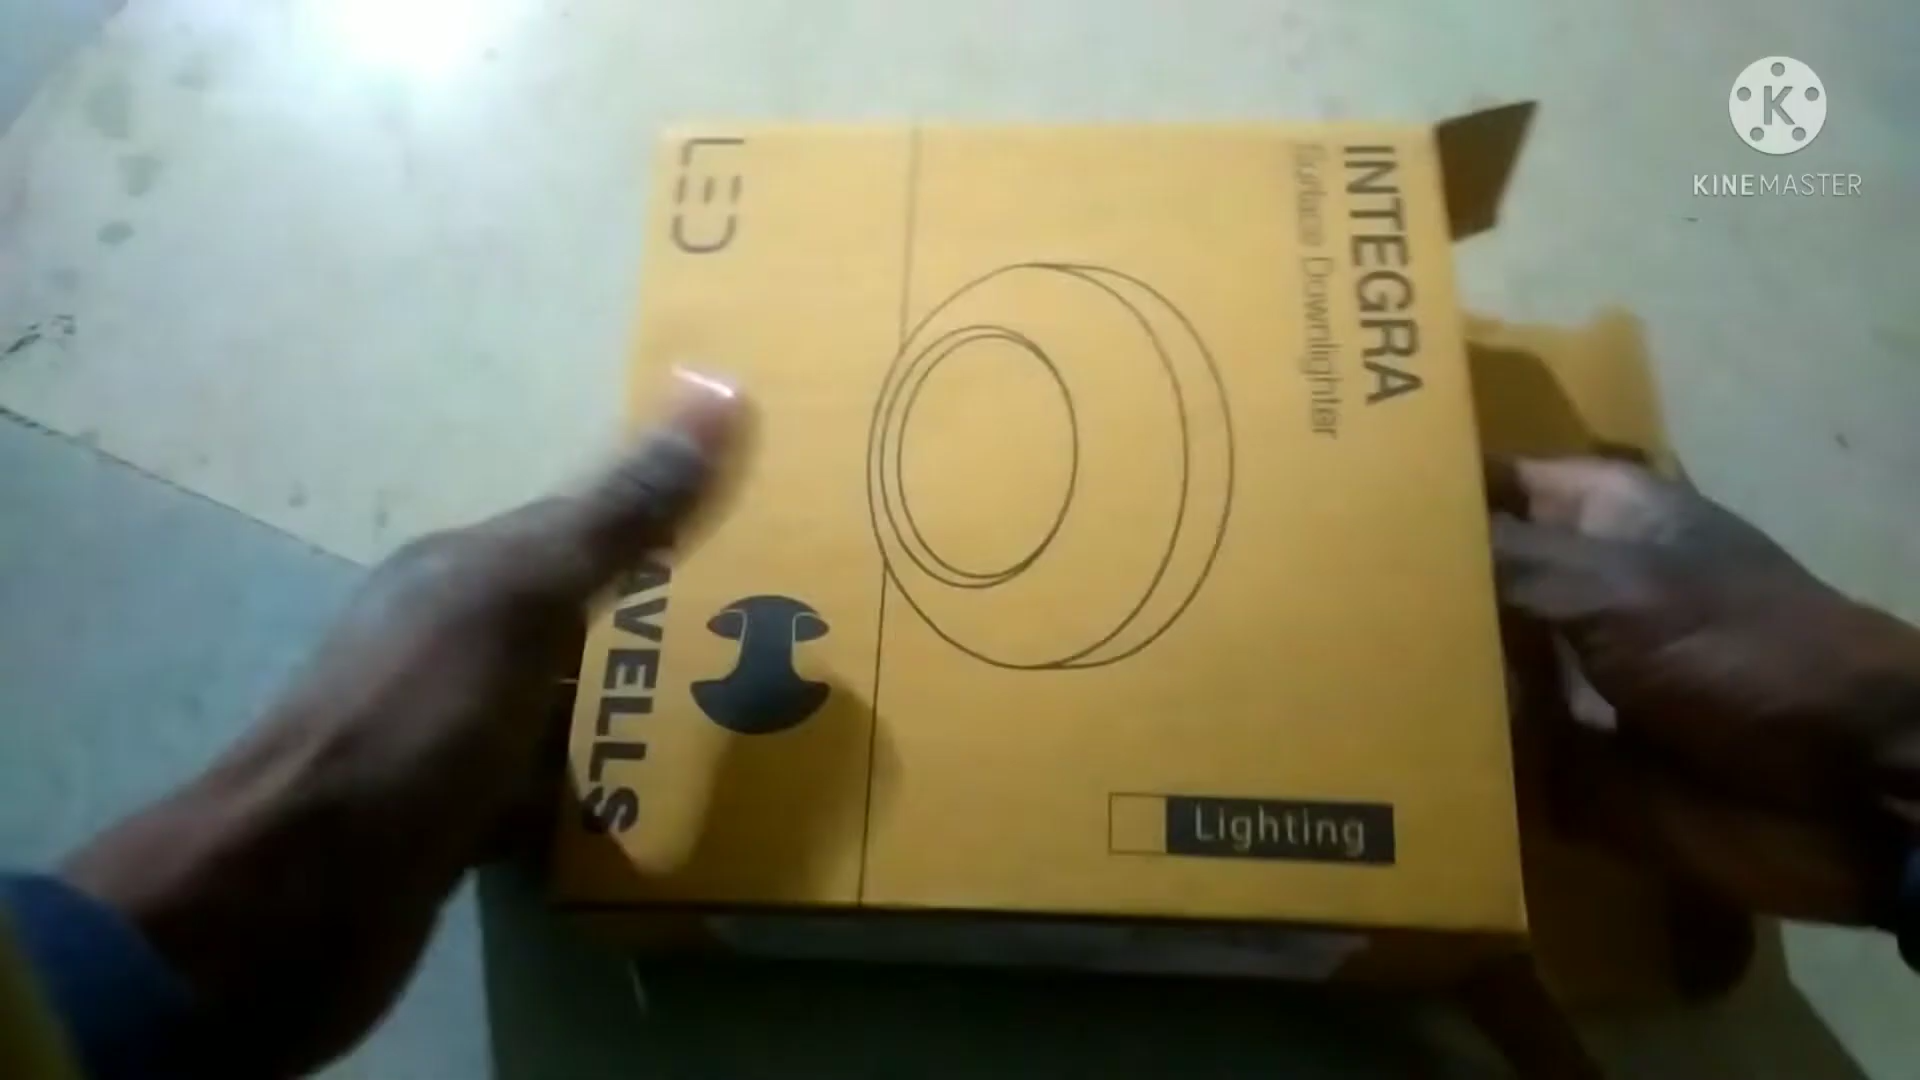 INTEGRA
Surface Downlighter
LED
AVELLS
Lighting
K
KINEMASTER